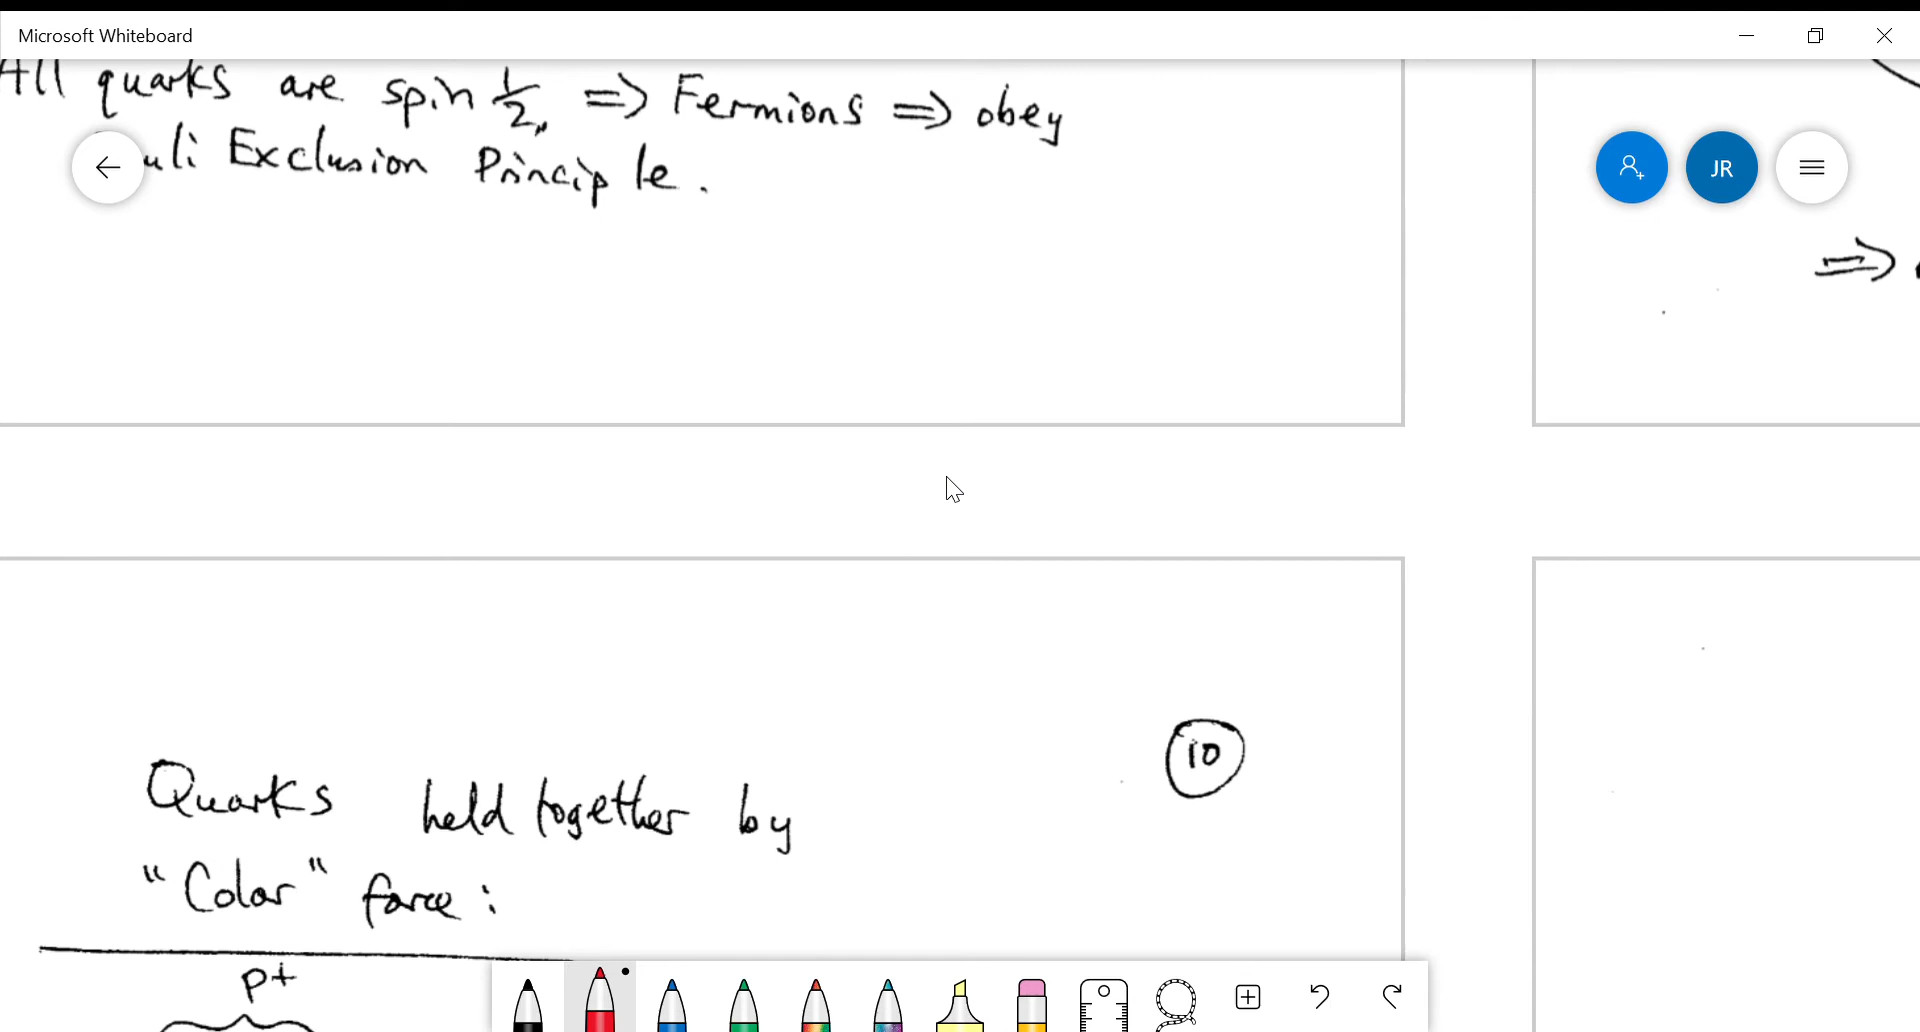 Microsoft Whiteboard
All quarks are spin 1/2, => Fermions => obey
uli Exclusion Principle.
JR
=>
10
Quarks held together by
"Color" force:
p+